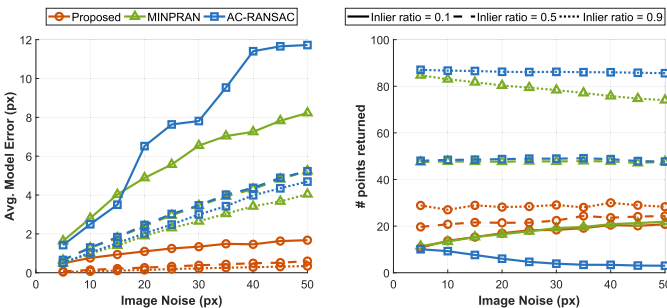 Proposed MINPRAN AC-RANSAC
Inlier ratio = 0.1 Inlier ratio = 0.5 Inlier ratio = 0.9
12
10
8
6
4
2
0
Avg. Model Error (px)
0 10 20 30 40 50
Image Noise (px)
100
80
60
40
20
0
# points returned
0 10 20 30 40 50
Image Noise (px)